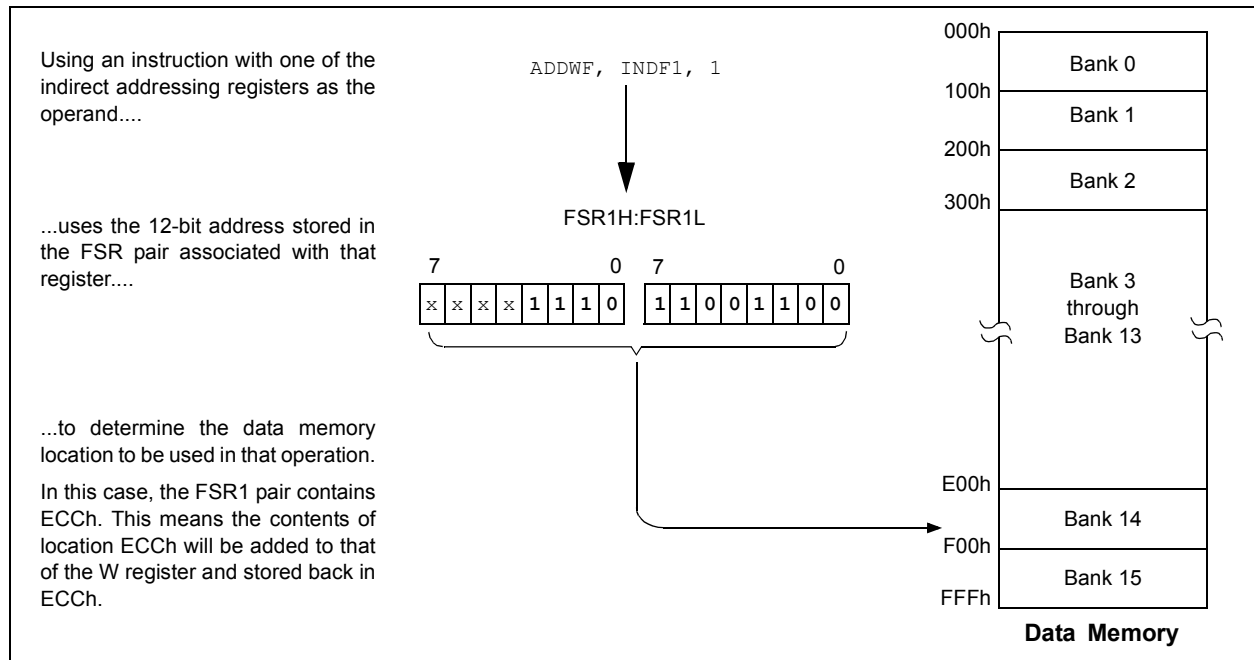 Using an instruction with one of the
indirect addressing registers as the
operand....
...uses the 12-bit address stored in
the FSR pair associated with that
register....
...to determine the data memory
location to be used in that operation.
In this case, the FSR1 pair contains
ECCh. This means the contents of
location ECCh will be added to that
of the W register and stored back in
ECCh.
ADDWF, INDF1, 1
FSR1H:FSR1L
7 0 7 0
x x x x 1 1 1 0 1 1 0 0 1 1 0 0
000h
Bank 0
100h
Bank 1
200h
Bank 2
300h
Bank 3
through
Bank 13
E00h
Bank 14
F00h
Bank 15
FFFh
Data Memory